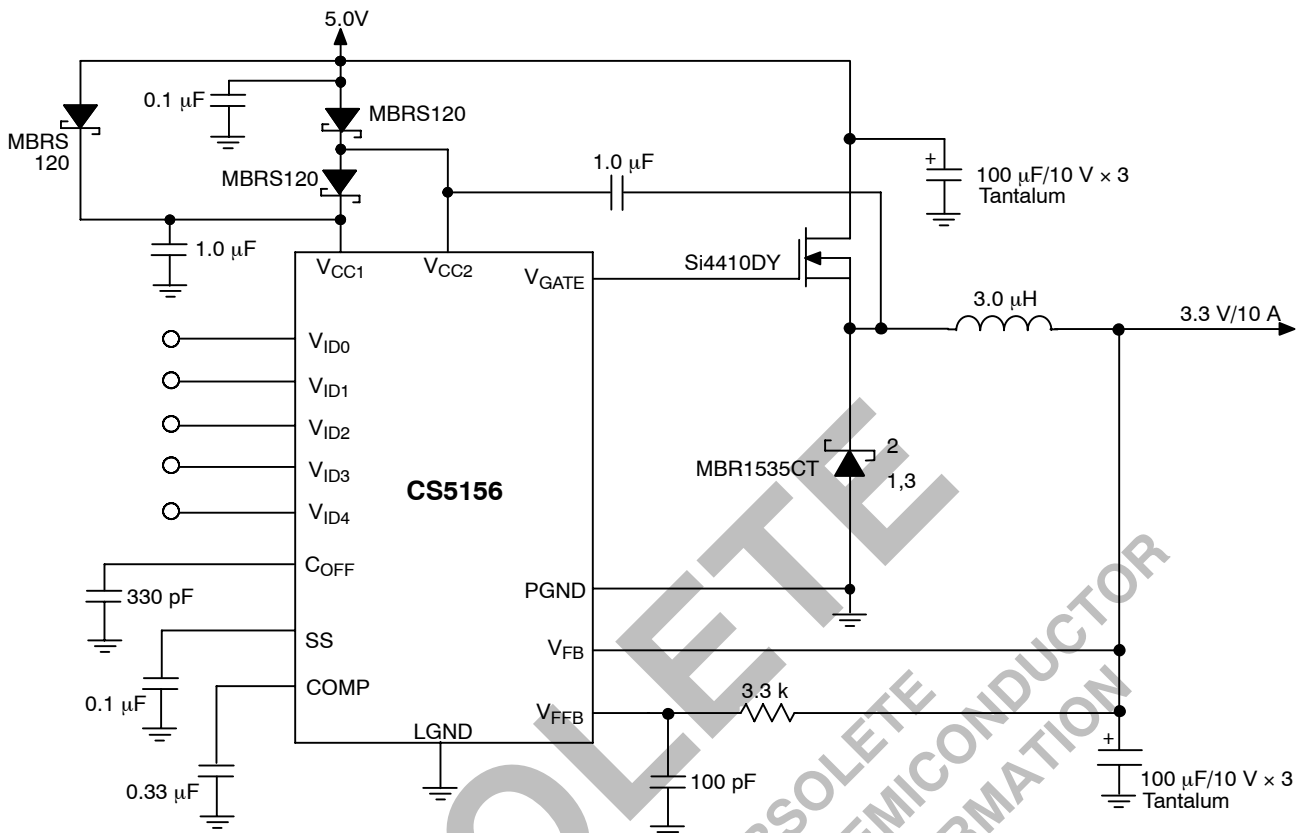 5.0V
0.1 μF
MBRS120
MBRS
120
MBRS120
1.0 μF
+
100 μF/10 V × 3
Tantalum
1.0 μF
Si4410DY
VCC1
VCC2
VGATE
3.0 μH
3.3 V/10 A
VID0
VID1
VID2
VID3
VID4
CS5156
MBR1535CT
2
1,3
COFF
330 pF
PGND
SS
VFB
0.1 μF
COMP
VFFB
3.3 k
LGND
0.33 μF
100 pF
+
100 μF/10 V × 3
Tantalum